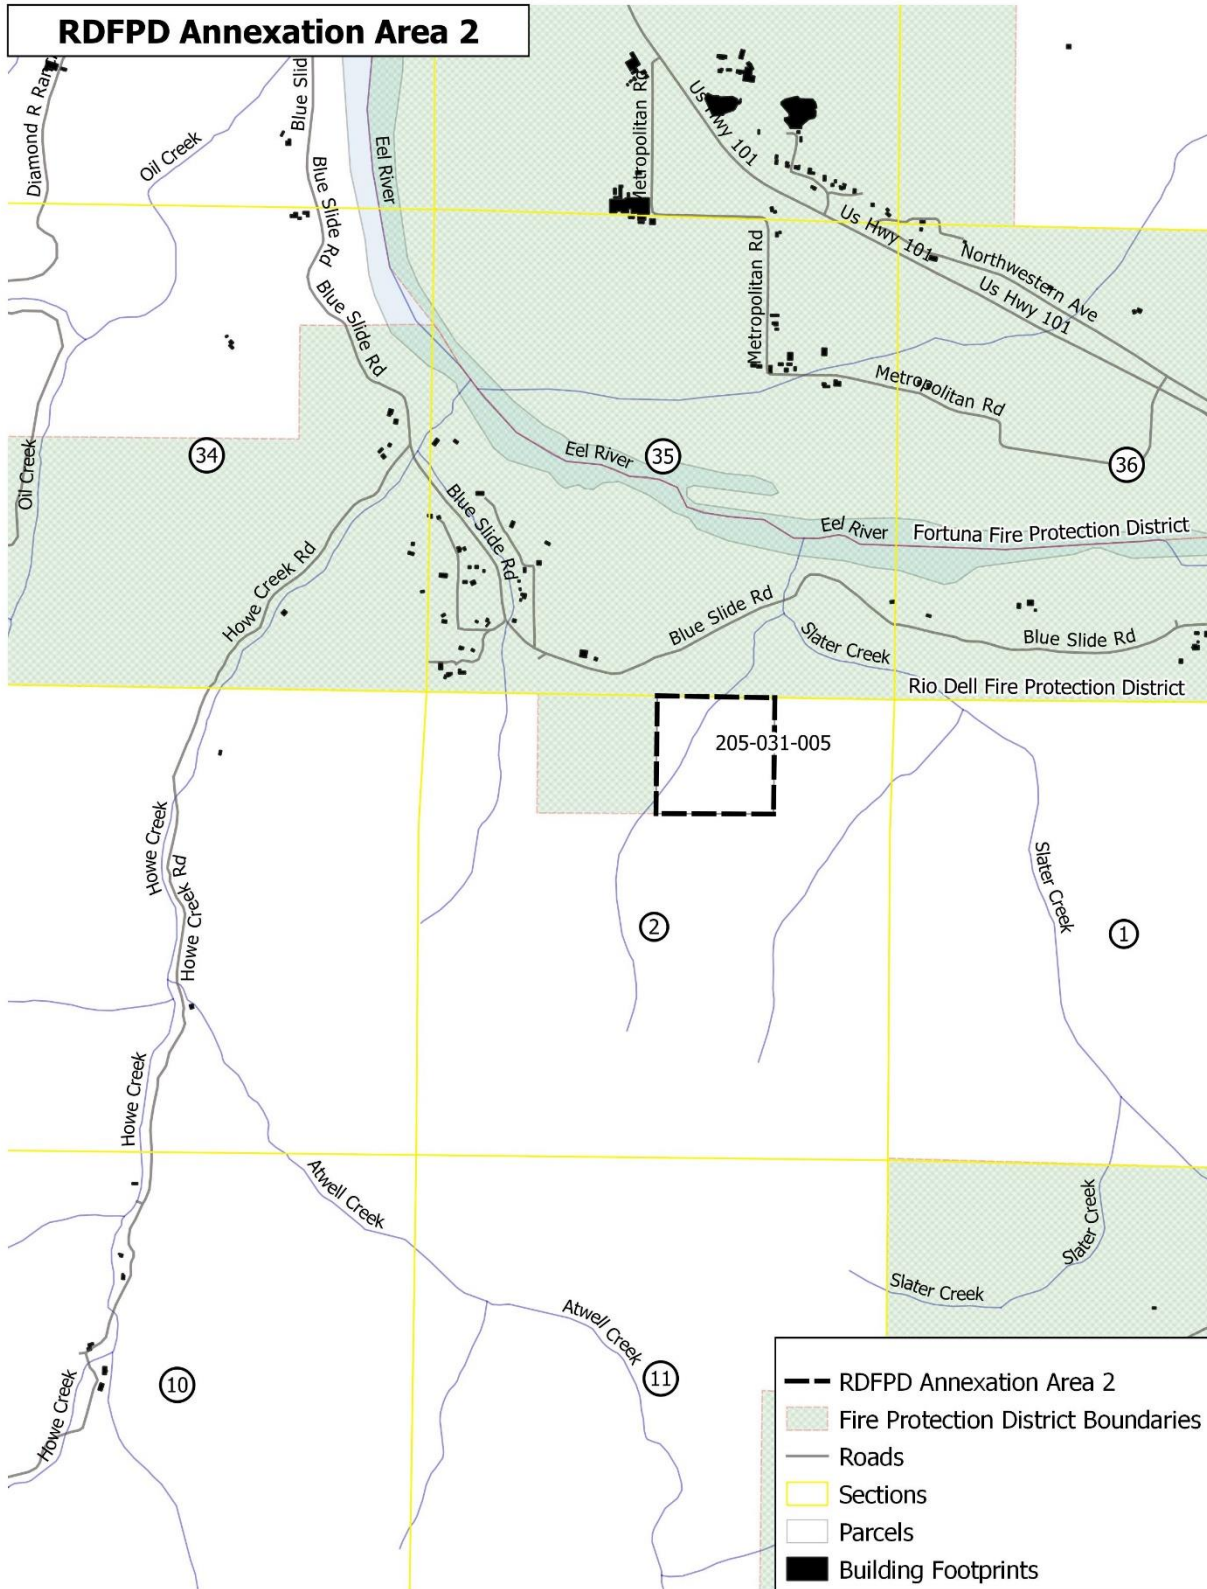 RDFPD Annexation Area 2
Diamond R Ranch
Blue Slid
Oil Creek
Eel River
Metropolitan Rd
Us Hwy 101
Blue Slide Rd
Us Hwy 101
Northwestern Ave
Us Hwy 101
Metropolitan Rd
Blue Slide Rd
Metropolitan Rd
Oil Creek
34
Eel River
35
36
Blue Slide Rd
Eel River
Fortuna Fire Protection District
Howe Creek Rd
Blue Slide Rd
Slater Creek
Blue Slide Rd
Rio Dell Fire Protection District
205-031-005
Howe Creek
Howe Creek Rd
Slater Creek
2
1
Howe Creek
Atwell Creek
Slater Creek
Slater Creek
Atwell Creek
10
11
Howe Creek
RDFPD Annexation Area 2
Fire Protection District Boundaries
Roads
Sections
Parcels
Building Footprints